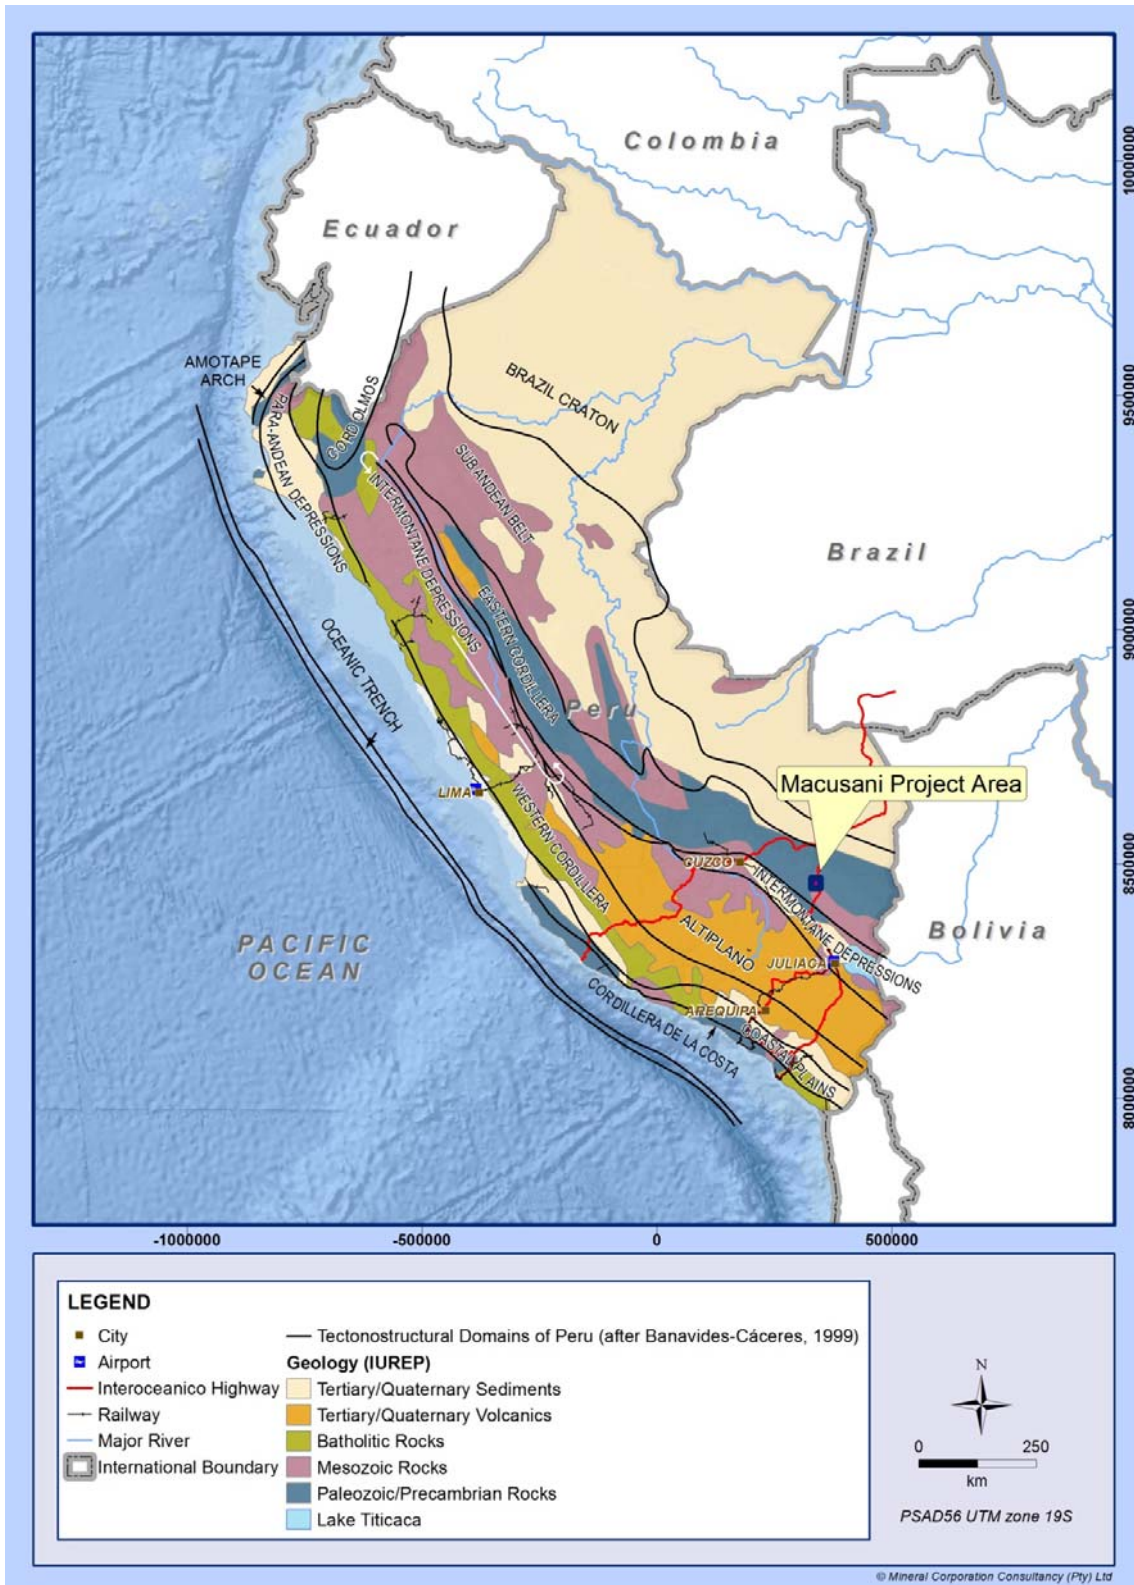 Colombia
Ecuador
10000000
AMOTAPE
ARCH
CORD OLMOS
BRAZIL CRATON
9500000
PARA-ANDEAN DEPRESSIONS
INTERMONTANE DEPRESSIONS
SUB ANDEAN BELT
Brazil
EASTERN CORDILLERA
9000000
OCEANIC TRENCH
Peru
Macusani Project Area
LIMA
WESTERN CORDILLERA
CUZCO
8500000
INTERMONTANE DEPRESSIONS
PACIFIC
OCEAN
ALTIPLANO
Bolivia
JULIACA
AREQUIPA
CORDILLERA DE LA COSTA
COASTAL PLAINS
8000000
-1000000 -500000 0 500000
LEGEND
City
Airport
Interoceanico Highway
Railway
Major River
International Boundary
Tectonostructural Domains of Peru (after Banavides-Cáceres, 1999)
Geology (IUREP)
Tertiary/Quaternary Sediments
Tertiary/Quaternary Volcanics
Batholitic Rocks
Mesozoic Rocks
Paleozoic/Precambrian Rocks
Lake Titicaca
N
0 250
km
PSAD56 UTM zone 19S
© Mineral Corporation Consultancy (Pty) Ltd